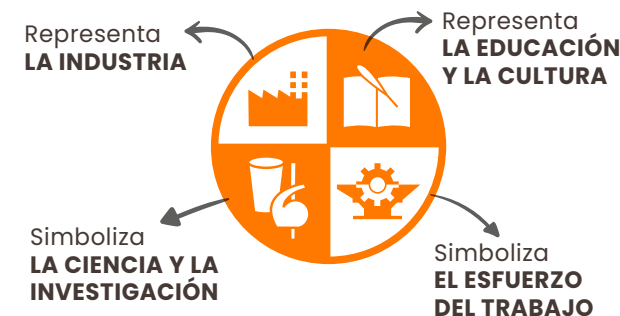 Representa
LA INDUSTRIA
Representa
LA EDUCACIÓN
Y LA CULTURA
Simboliza
LA CIENCIA Y LA
INVESTIGACIÓN
Simboliza
EL ESFUERZO
DEL TRABAJO